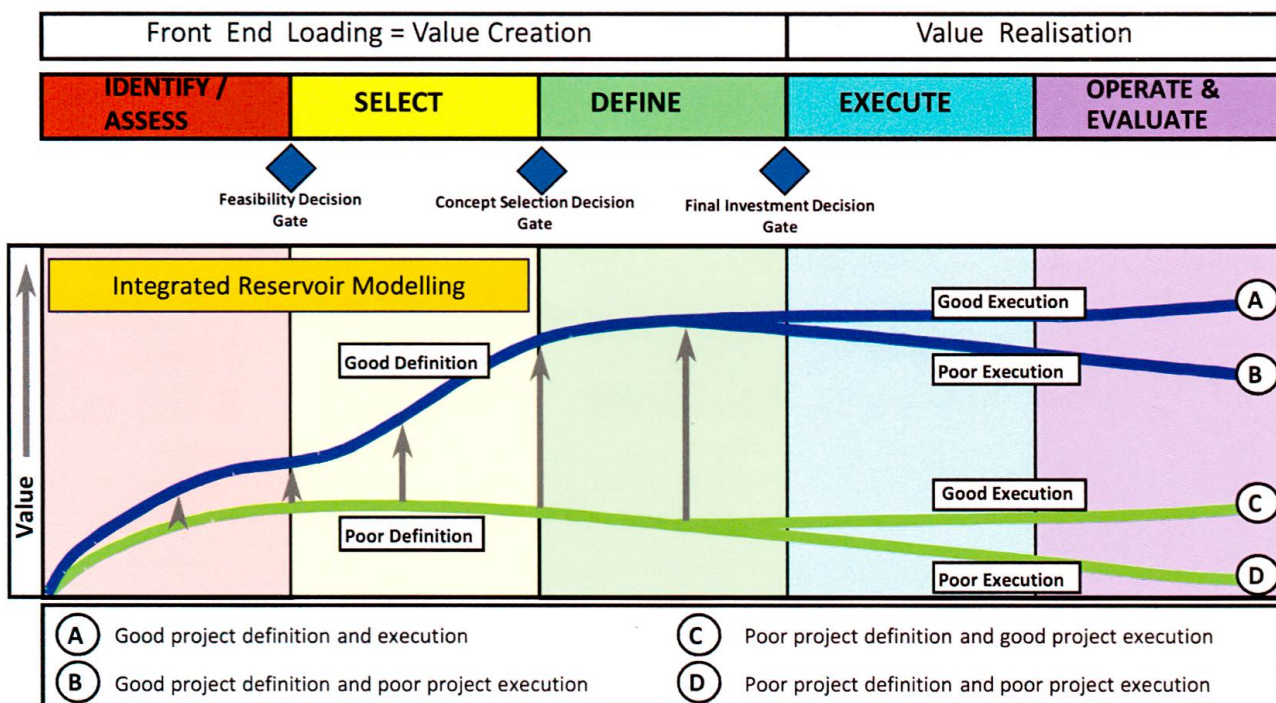 Front End Loading = Value Creation
Value Realisation
IDENTIFY /
ASSESS
SELECT
DEFINE
EXECUTE
OPERATE &
EVALUATE
Feasibility Decision
Gate
Concept Selection Decision
Gate
Final Investment Decision
Gate
Value
Integrated Reservoir Modelling
Good Definition
Poor Definition
Good Execution
Poor Execution
Good Execution
Poor Execution
A
B
C
D
A Good project definition and execution
B Good project definition and poor project execution
C Poor project definition and good project execution
D Poor project definition and poor project execution